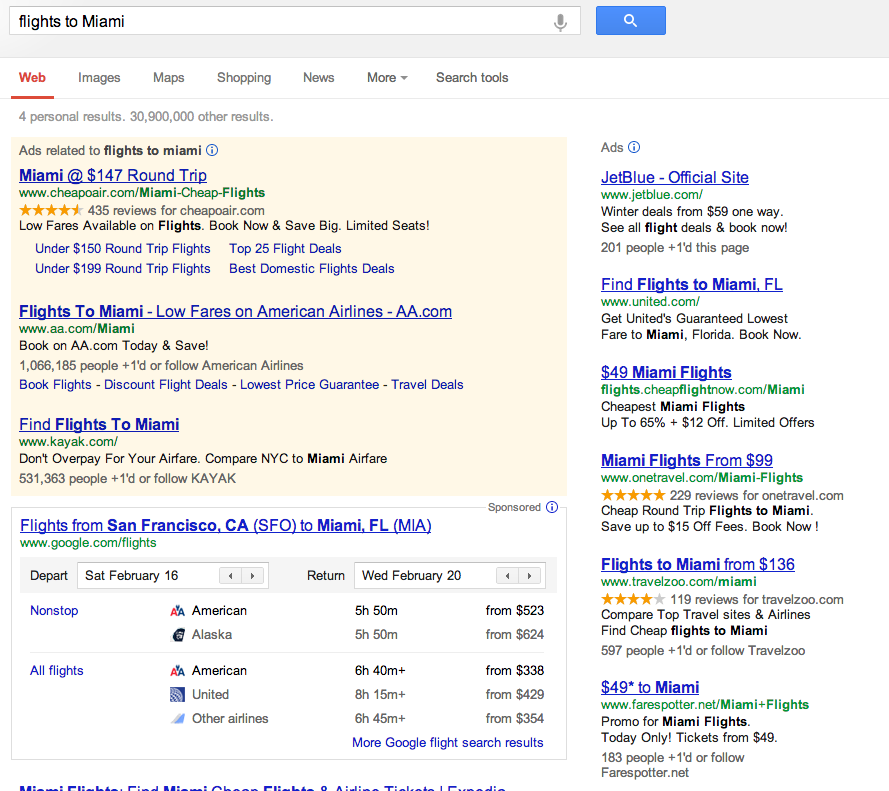 flights to Miami
Web Images Maps Shopping News More Search tools
4 personal results. 30,900,000 other results.
Ads related to flights to miami
Miami @ $147 Round Trip
www.cheapoair.com/Miami-Cheap-Flights
435 reviews for cheapoair.com
Low Fares Available on Flights. Book Now & Save Big. Limited Seats!
Under $150 Round Trip Flights Top 25 Flight Deals
Under $199 Round Trip Flights Best Domestic Flights Deals
Flights To Miami - Low Fares on American Airlines - AA.com
www.aa.com/Miami
Book on AA.com Today & Save!
1,066,185 people +1'd or follow American Airlines
Book Flights - Discount Flight Deals - Lowest Price Guarantee - Travel Deals
Find Flights To Miami
www.kayak.com/
Don't Overpay For Your Airfare. Compare NYC to Miami Airfare
531,363 people +1'd or follow KAYAK
Sponsored
Flights from San Francisco, CA (SFO) to Miami, FL (MIA)
www.google.com/flights
Depart Sat February 16 Return Wed February 20
Nonstop American 5h 50m from $523
Alaska 5h 50m from $624
All flights American 6h 40m+ from $338
United 8h 15m+ from $429
Other airlines 6h 45m+ from $354
More Google flight search results
Miami Flights: Find Miami Cheap Flights & Airline Tickets | Expedia
Ads
JetBlue - Official Site
www.jetblue.com/
Winter deals from $59 one way.
See all flight deals & book now!
201 people +1'd this page
Find Flights to Miami, FL
www.united.com/
Get United's Guaranteed Lowest
Fare to Miami, Florida. Book Now.
$49 Miami Flights
flights.cheapflightnow.com/Miami
Cheapest Miami Flights
Up To 65% + $12 Off. Limited Offers
Miami Flights From $99
www.onetravel.com/Miami-Flights
229 reviews for onetravel.com
Cheap Round Trip Flights to Miami.
Save up to $15 Off Fees. Book Now !
Flights to Miami from $136
www.travelzoo.com/miami
119 reviews for travelzoo.com
Compare Top Travel sites & Airlines
Find Cheap flights to Miami
597 people +1'd or follow Travelzoo
$49* to Miami
www.farespotter.net/Miami+Flights
Promo for Miami Flights.
Today Only! Tickets from $49.
183 people +1'd or follow
Farespotter.net